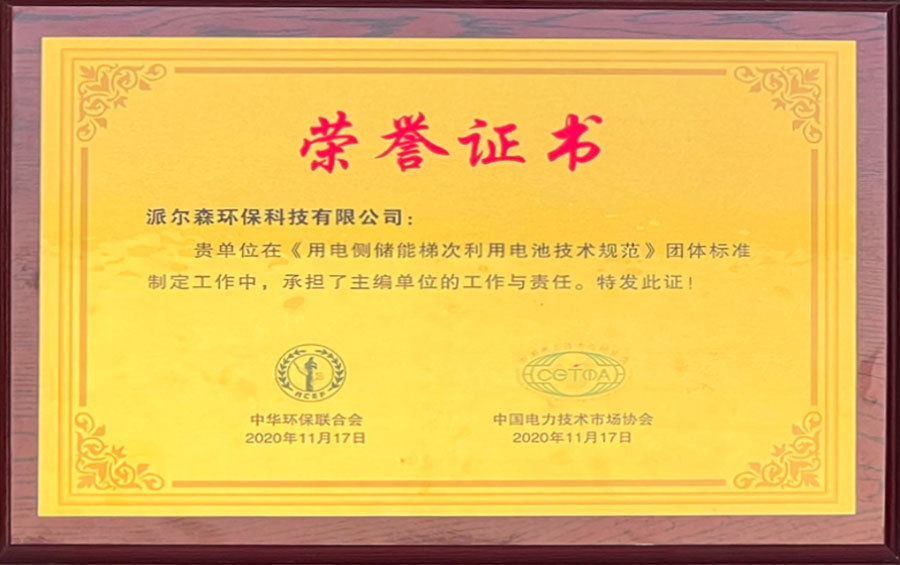 荣誉证书
派尔森环保科技有限公司：
贵单位在《用电侧储能梯次利用电池技术规范》团体标准
制定工作中，承担了主编单位的工作与责任。特发此证！
ACEF
CETMA
中华环保联合会
2020年11月17日
中国电力技术市场协会
2020年11月17日